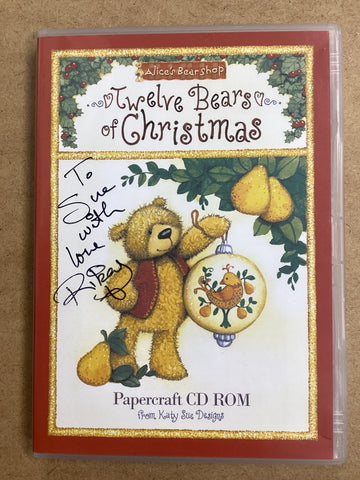 Alice's Bearshop
Twelve Bears
of Christmas
To
Sue
with
love
Papercraft CD ROM
from Katy Sue Designs